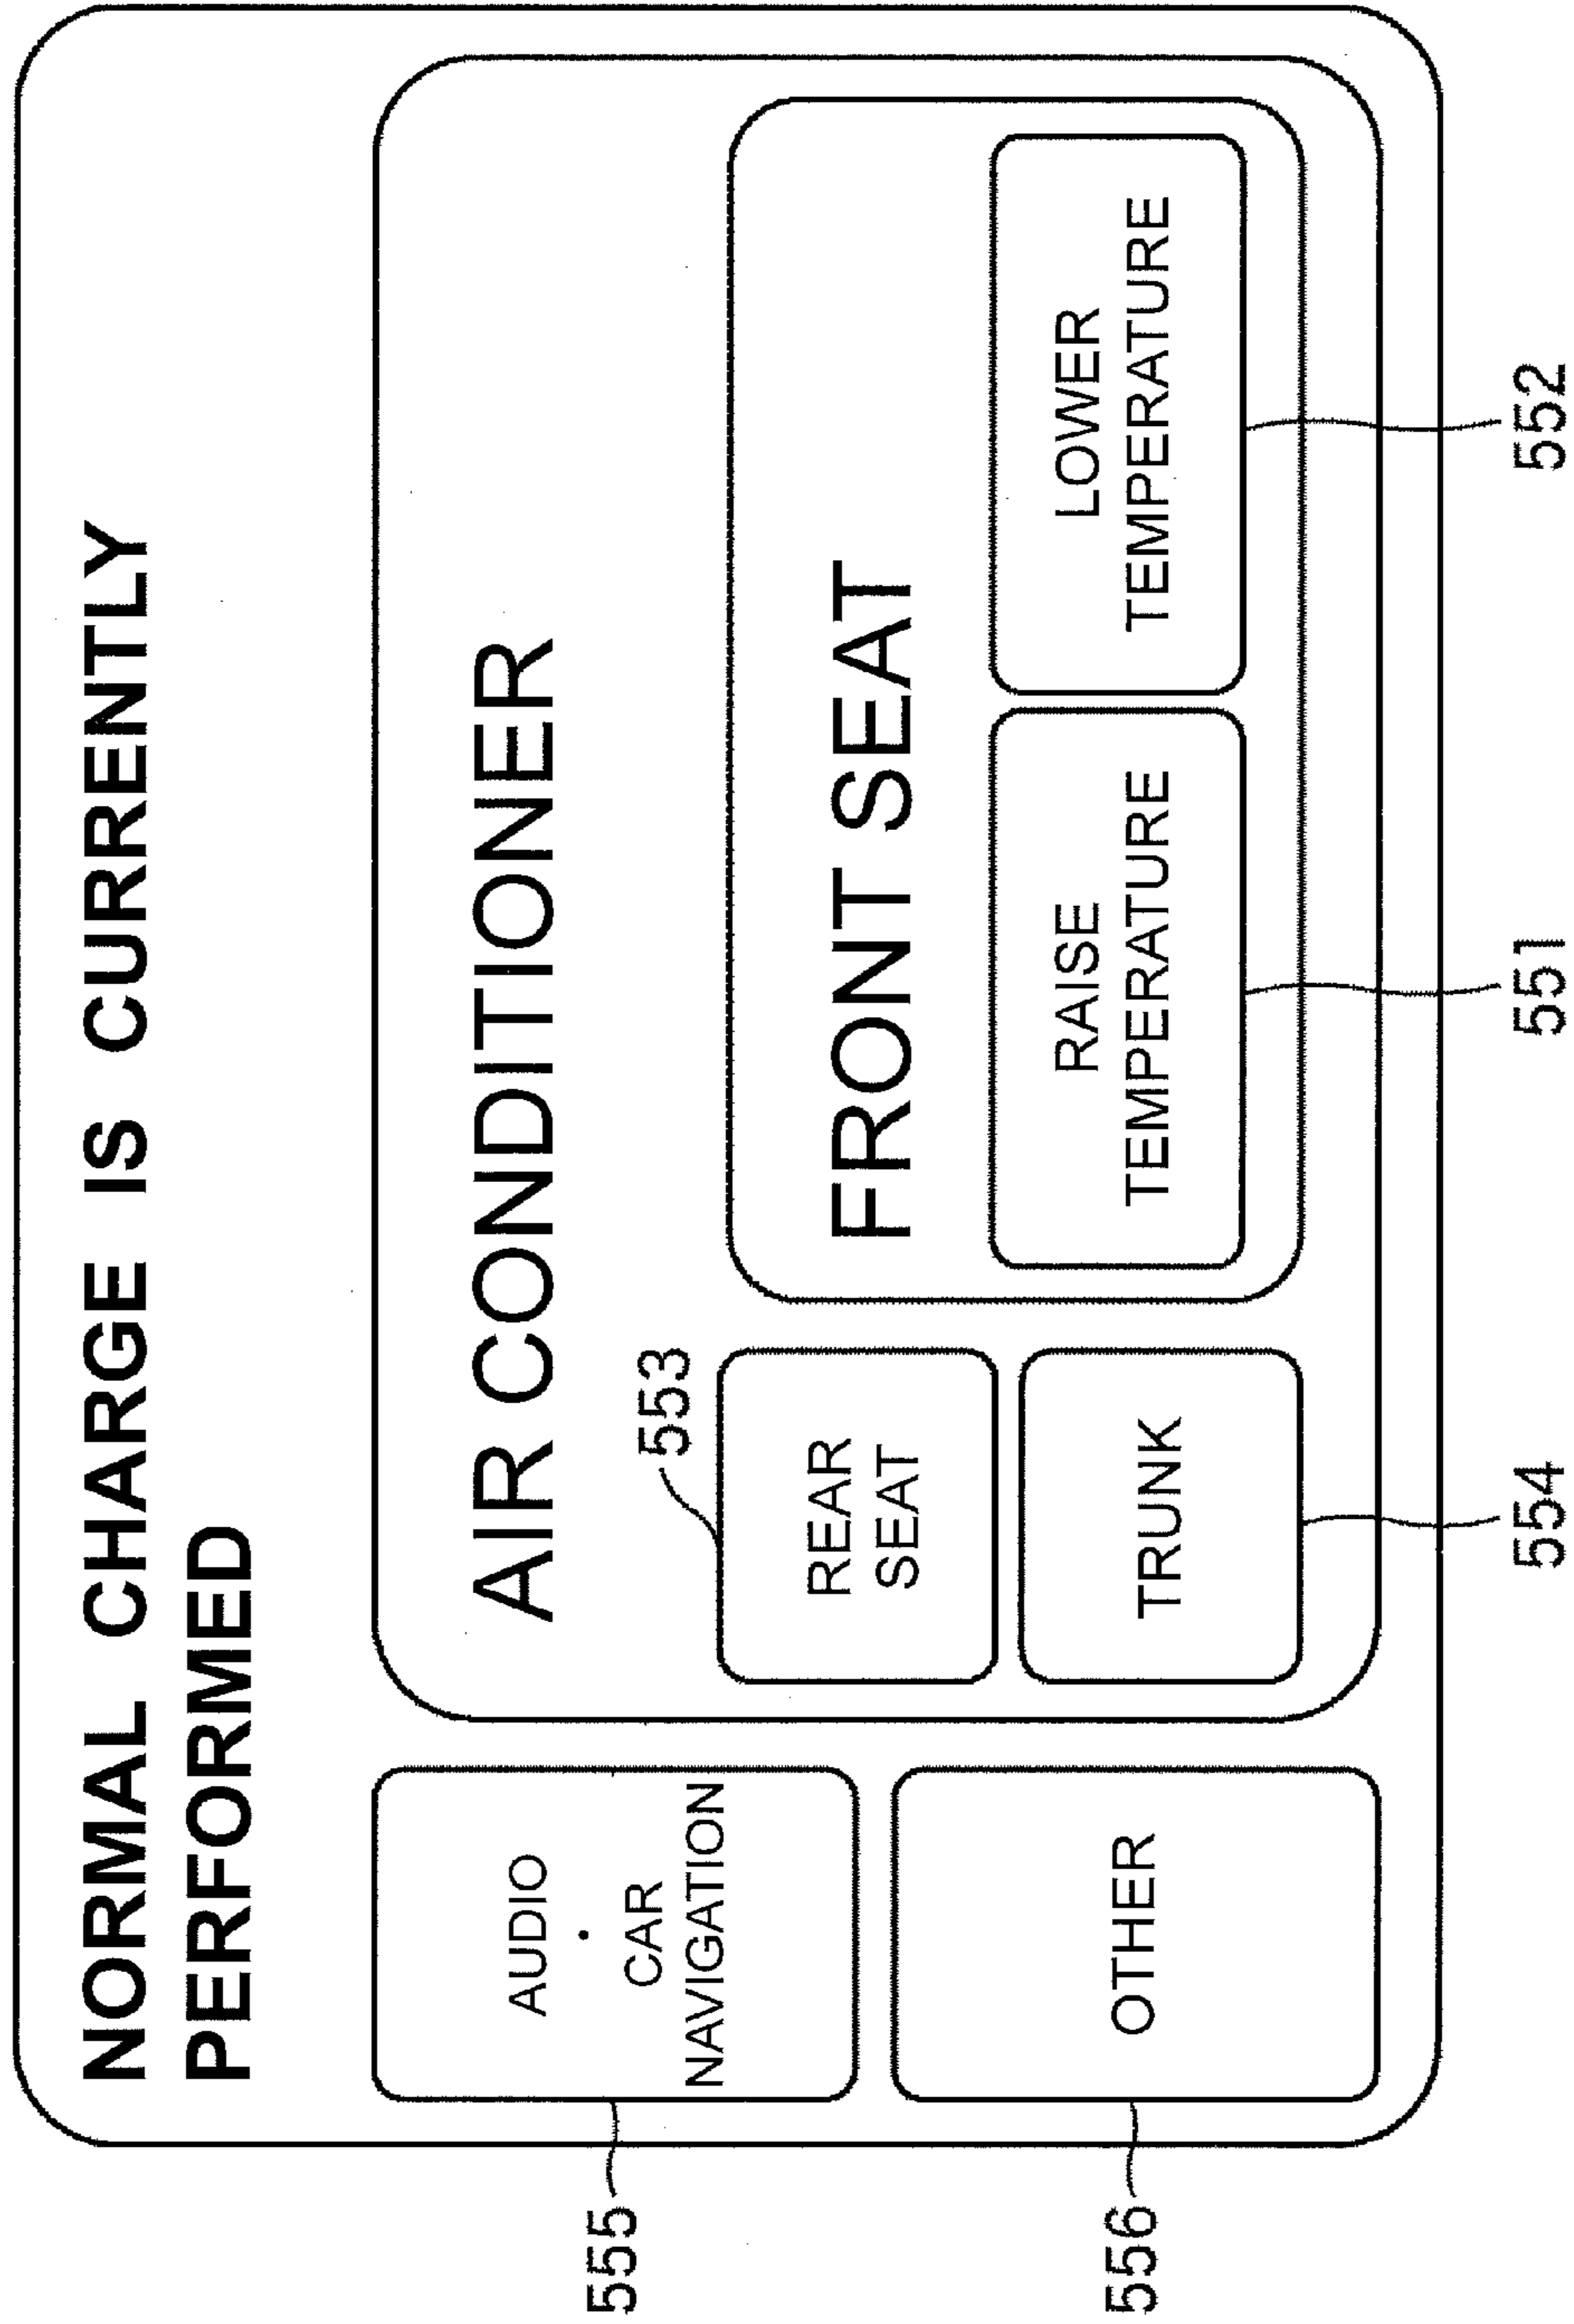 NORMAL CHARGE IS CURRENTLY
PERFORMED
AUDIO
・
CAR
NAVIGATION
555
OTHER
556
AIR CONDITIONER
553
REAR
SEAT
TRUNK
554
FRONT SEAT
RAISE
TEMPERATURE
551
LOWER
TEMPERATURE
552